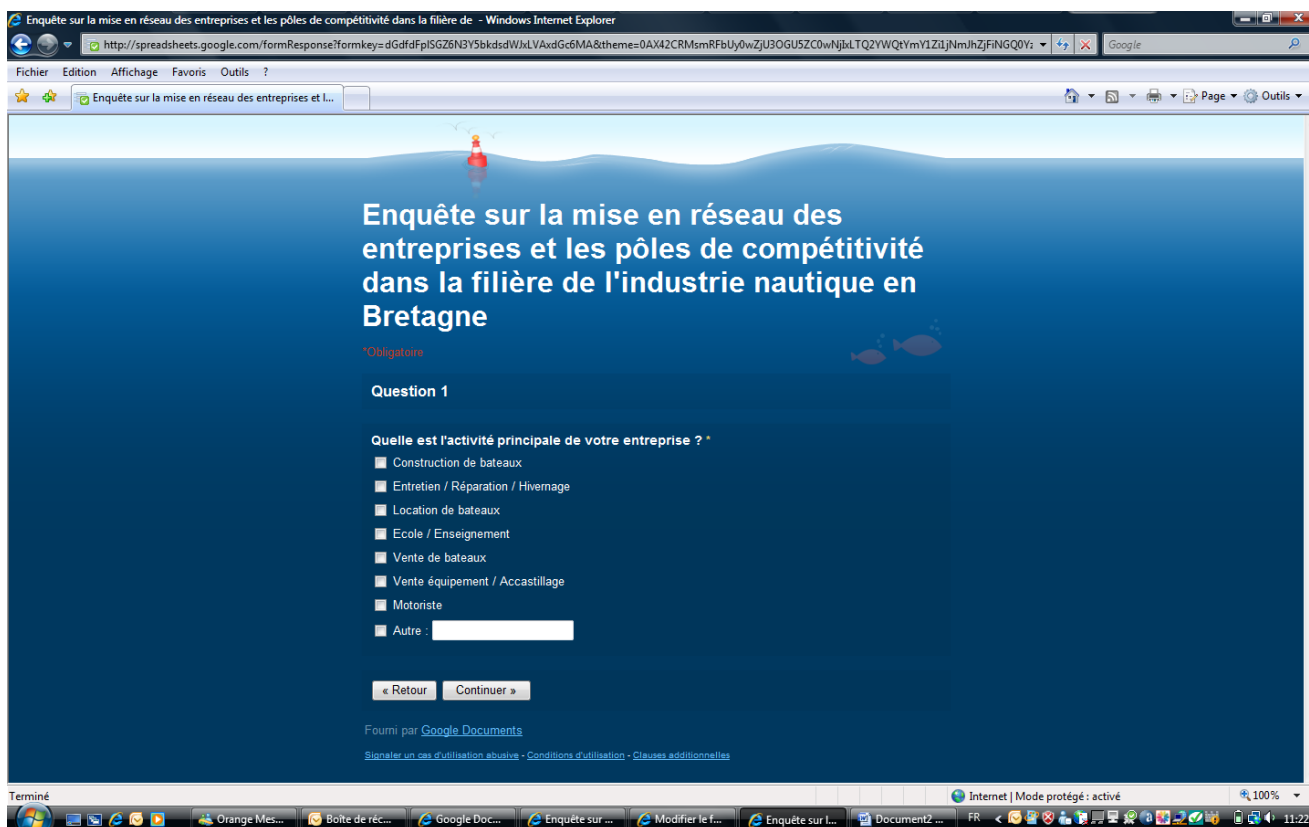 Enquête sur la mise en réseau des entreprises et les pôles de compétitivité dans la filière de - Windows Internet Explorer
Google
Fichier Edition Affichage Favoris Outils ?
Enquête sur la mise en réseau des entreprises et l...
Page Outils
Enquête sur la mise en réseau des
entreprises et les pôles de compétitivité
dans la filière de l'industrie nautique en
Bretagne
*Obligatoire
Question 1
Quelle est l'activité principale de votre entreprise ? *
Construction de bateaux
Entretien / Réparation / Hivernage
Location de bateaux
Ecole / Enseignement
Vente de bateaux
Vente équipement / Accastillage
Motoriste
Autre :
« Retour Continuer »
Fourni par Google Documents
Signaler un cas d'utilisation abusive - Conditions d'utilisation - Clauses additionnelles
Terminé Internet | Mode protégé : activé 100%
Orange Mes... Boîte de réc... Google Doc... Enquête sur ... Modifier le f... Enquête sur l... Document2 ... FR 11:22